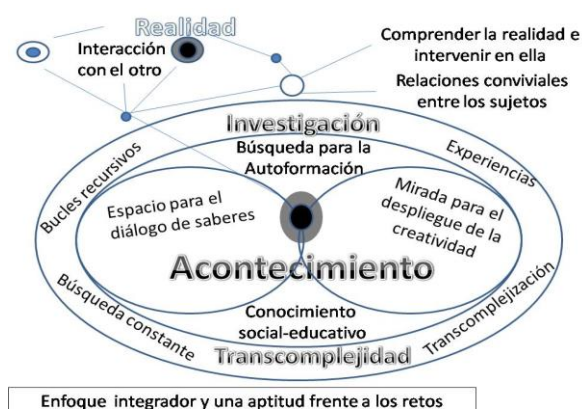 Realidad
Interacción
con el otro
Comprender la realidad e
intervenir en ella
Relaciones conviviales
entre los sujetos
Investigación
Búsqueda para la
Autoformación
Bucles recursivos
Experiencias
Espacio para el
diálogo de saberes
Mirada para el
despliegue de la
creatividad
Acontecimiento
Búsqueda constante
Conocimiento
social-educativo
Transcomplejización
Transcomplejidad
Enfoque integrador y una aptitud frente a los retos